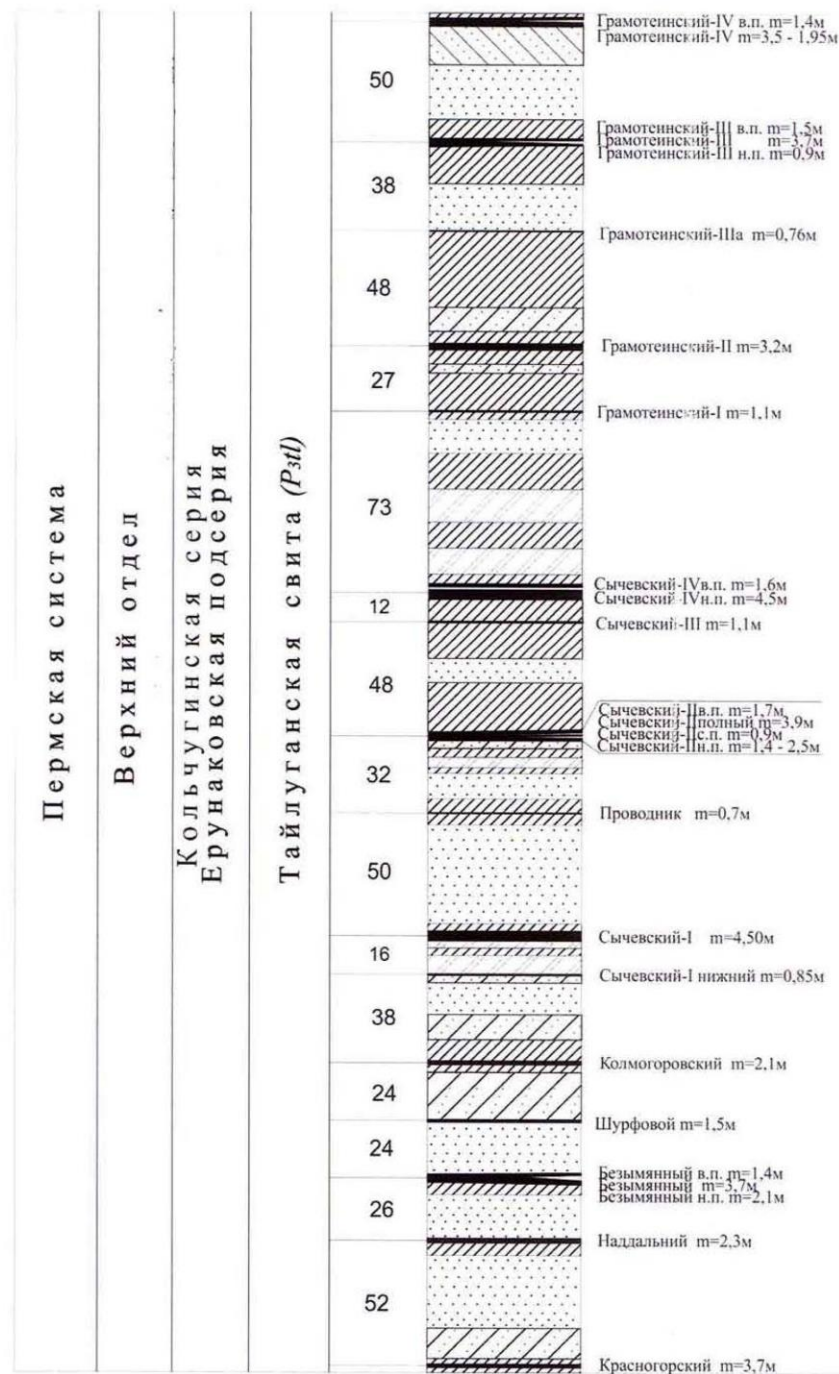 Пермская система
Верхний отдел
Кольчугинская серия
Ерунаковская подсерия
Тайлуганская свита (P3tl)
50
38
48
27
73
12
48
32
50
16
38
24
24
26
52
Грамотеинский-IV в.п. m=1,4м
Грамотеинский-IV m=3,5 - 1,95м
Грамотеинский-III в.п. m=1,5м
Грамотеинский-III m=3,7м
Грамотеинский-III н.п. m=0,9м
Грамотеинский-IIIа m=0,76м
Грамотеинский-II m=3,2м
Грамотеинский-I m=1,1м
Сычевский-IVв.п. m=1,6м
Сычевский-IVн.п. m=4,5м
Сычевский-III m=1,1м
Сычевский-IIв.п. m=1,7м
Сычевский-IIполный m=3,9м
Сычевский-IIс.п. m=0,9м
Сычевский-IIн.п. m=1,4 - 2,5м
Проводник m=0,7м
Сычевский-I m=4,50м
Сычевский-I нижний m=0,85м
Колмогоровский m=2,1м
Шурфовой m=1,5м
Безымянный в.п. m=1,4м
Безымянный m=3,7м
Безымянный н.п. m=2,1м
Наддальний m=2,3м
Красногорский m=3,7м